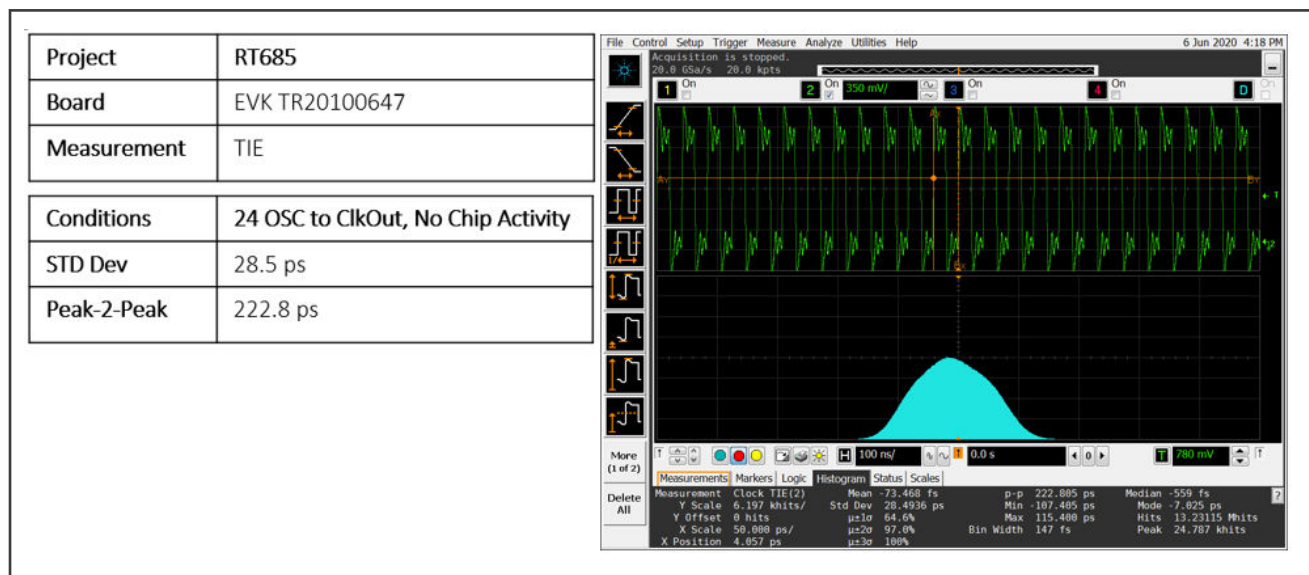 Project RT685
Board EVK TR20100647
Measurement TIE
Conditions 24 OSC to ClkOut, No Chip Activity
STD Dev 28.5 ps
Peak-2-Peak 222.8 ps
File Control Setup Trigger Measure Analyze Utilities Help 6 Jun 2020 4:18 PM
Acquisition is stopped.
20.0 GSa/s 20.0 kpts
1 On 2 On 350 mV/ 3 On 4 On D On
Ay By
T
2
1/
More
(1 of 2)
Delete
All
H 100 ns/ 0.0 s 0 T 780 mV
Measurements Markers Logic Histogram Status Scales
Measurement Clock TIE(2) Mean -73.468 fs p-p 222.805 ps Median -559 fs
Y Scale 6.197 khits/ Std Dev 28.4936 ps Min -107.405 ps Mode -7.025 ps
Y Offset 0 hits µ±1σ 64.6% Max 115.400 ps Hits 13.23115 Mhits
X Scale 50.000 ps/ µ±2σ 97.0% Bin Width 147 fs Peak 24.787 khits
X Position 4.057 ps µ±3σ 100%
?